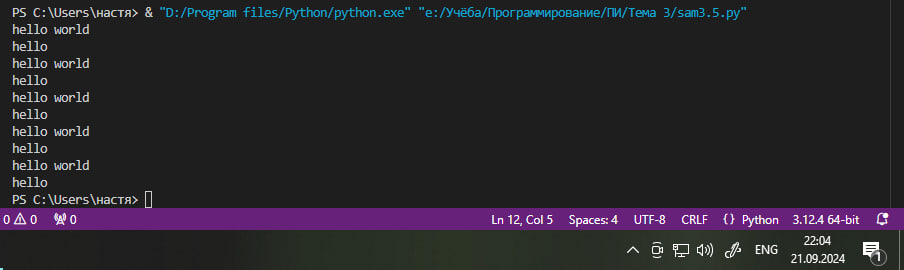 PS C:\Users\настя> & "D:/Program files/Python/python.exe" "e:/Учёба/Программирование/ПИ/Тема 3/sam3.5.py"
hello world
hello
hello world
hello
hello world
hello
hello world
hello
hello world
hello
PS C:\Users\настя>
0 0 0 Ln 12, Col 5 Spaces: 4 UTF-8 CRLF {} Python 3.12.4 64-bit
ENG 22:04
21.09.2024 1